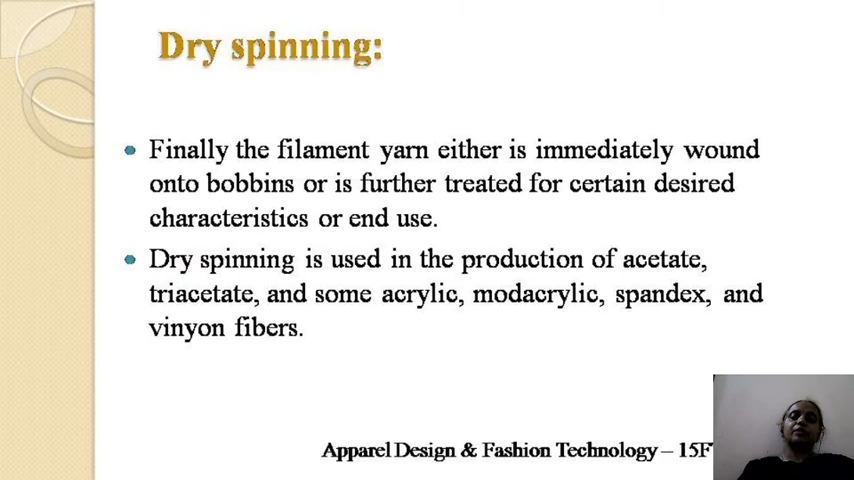 Dry spinning:
Finally the filament yarn either is immediately wound
onto bobbins or is further treated for certain desired
characteristics or end use.
Dry spinning is used in the production of acetate,
triacetate, and some acrylic, modacrylic, spandex, and
vinyon fibers.
Apparel Design & Fashion Technology – 15F